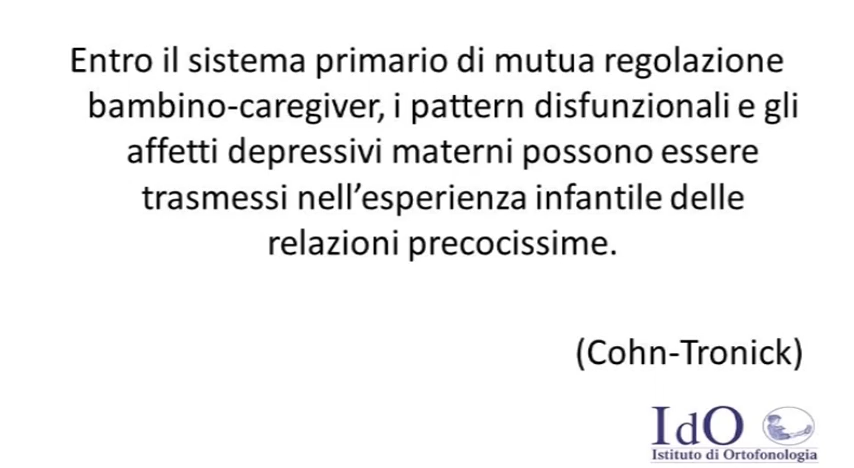 Entro il sistema primario di mutua regolazione
bambino-caregiver, i pattern disfunzionali e gli
affetti depressivi materni possono essere
trasmessi nell’esperienza infantile delle
relazioni precocissime.
(Cohn-Tronick)
IdO
Istituto di Ortofonologia